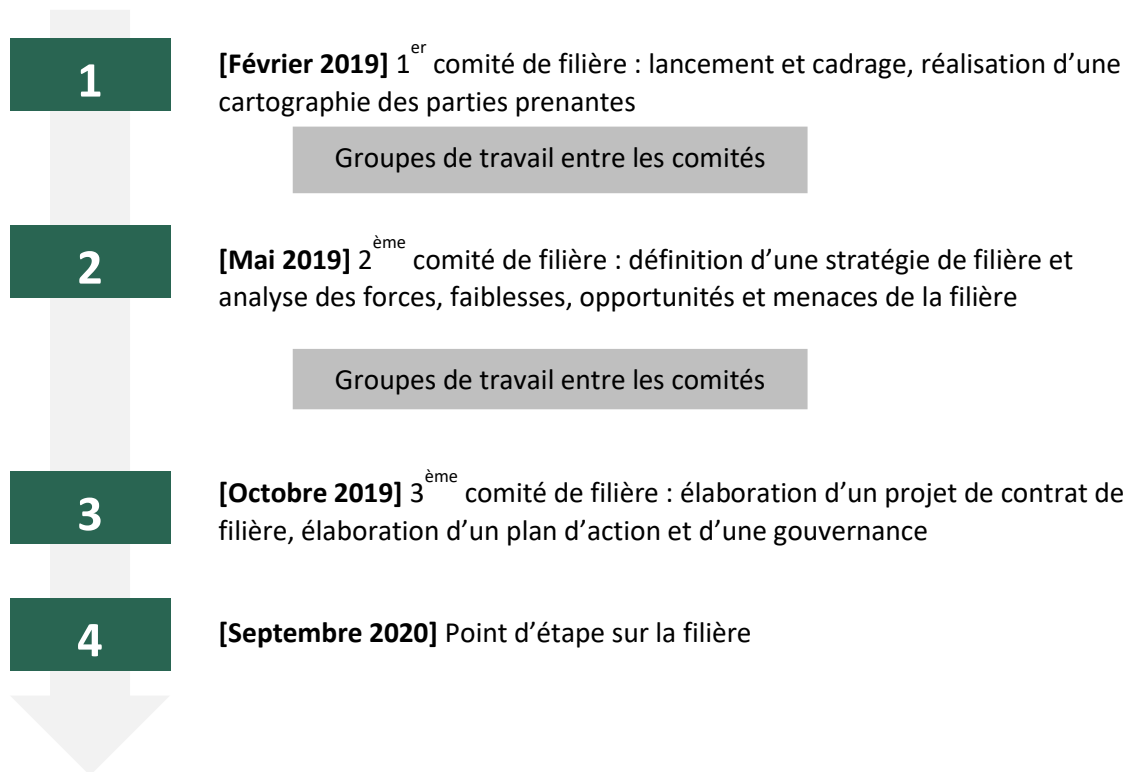 1
[Février 2019] 1er comité de filière : lancement et cadrage, réalisation d’une
cartographie des parties prenantes
Groupes de travail entre les comités
2
[Mai 2019] 2ème comité de filière : définition d’une stratégie de filière et
analyse des forces, faiblesses, opportunités et menaces de la filière
Groupes de travail entre les comités
3
[Octobre 2019] 3ème comité de filière : élaboration d’un projet de contrat de
filière, élaboration d’un plan d’action et d’une gouvernance
4
[Septembre 2020] Point d’étape sur la filière